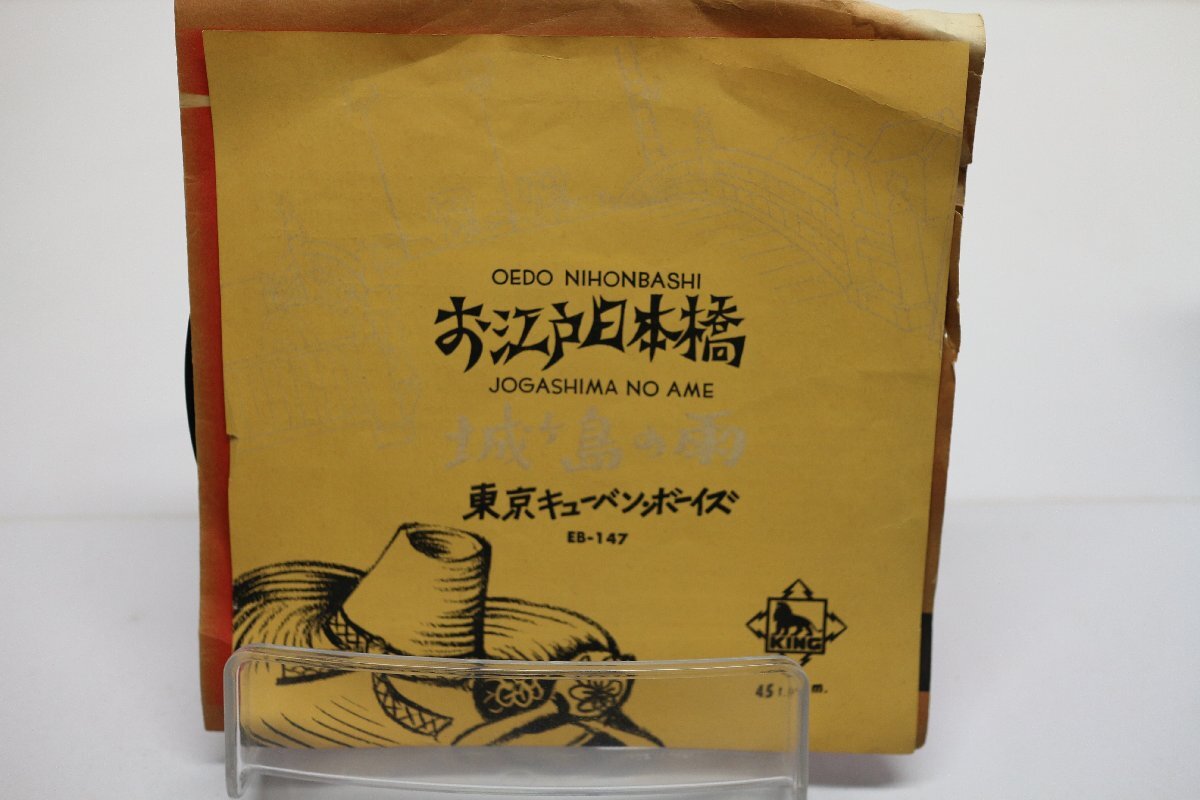 OEDO NIHONBASHI
お江戸日本橋
JOGASHIMA NO AME
城ヶ島の雨
東京キューバン・ボーイズ
EB-147
KING
45